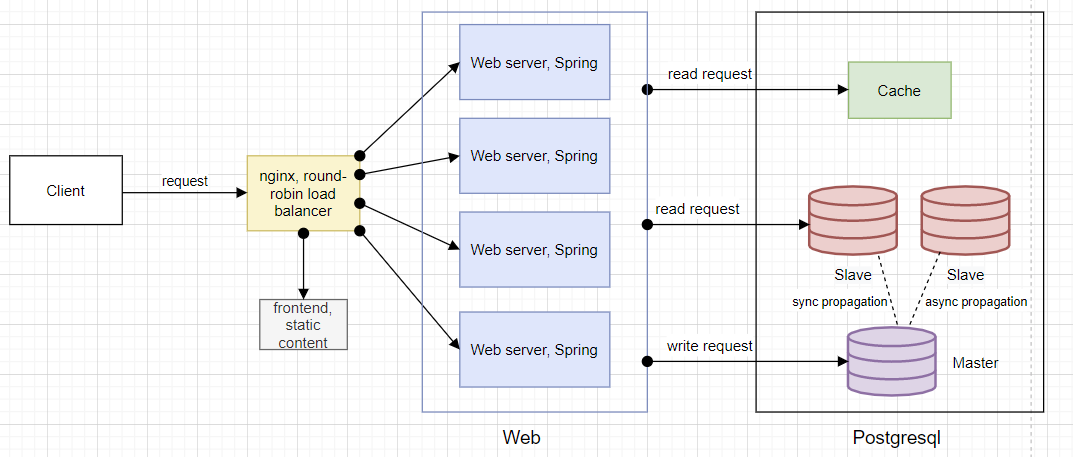 Client
request
nginx, round-
robin load
balancer
frontend,
static
content
Web server, Spring
Web server, Spring
Web server, Spring
Web server, Spring
Web
read request
read request
write request
Cache
Slave
Slave
sync propagation
async propagation
Master
Postgresql